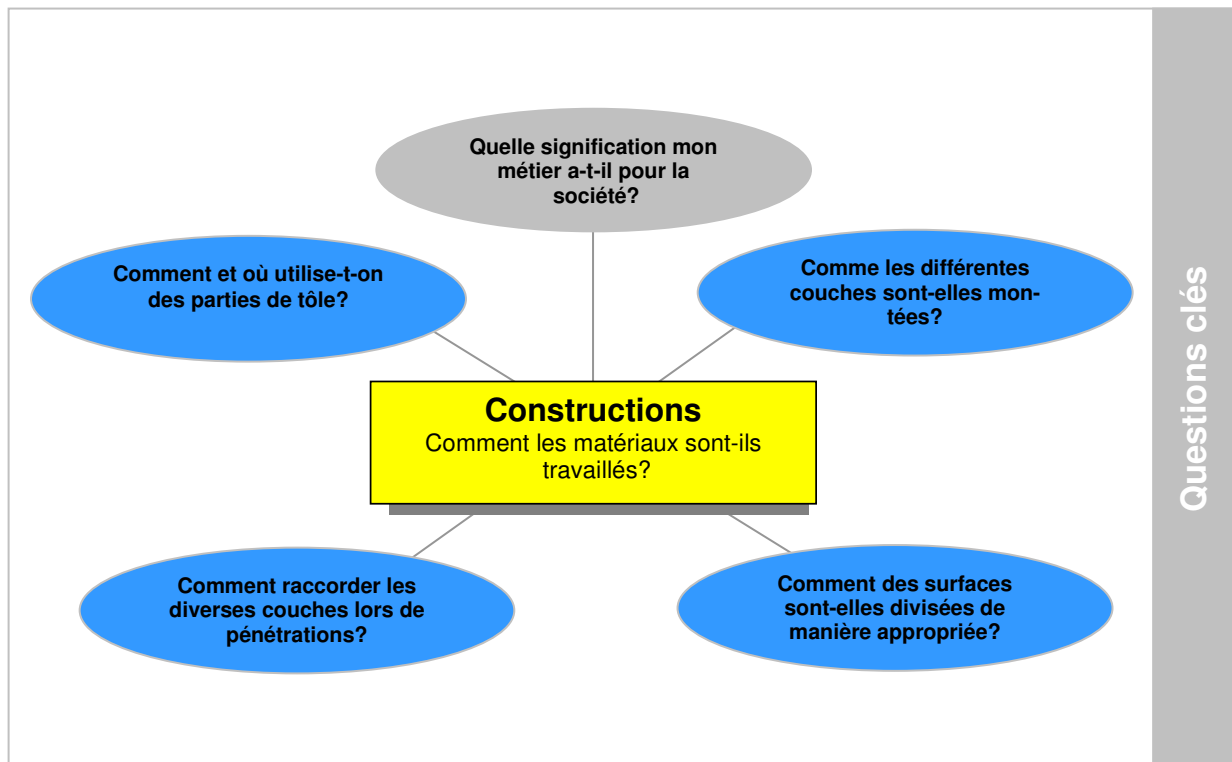 Quelle signification mon
métier a-t-il pour la
société?
Comment et où utilise-t-on
des parties de tôle?
Comme les différentes
couches sont-elles mon-
tées?
Constructions
Comment les matériaux sont-ils
travaillés?
Comment raccorder les
diverses couches lors de
pénétrations?
Comment des surfaces
sont-elles divisées de
manière appropriée?
Questions clés